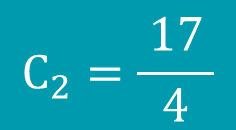 C₂ = 17/4